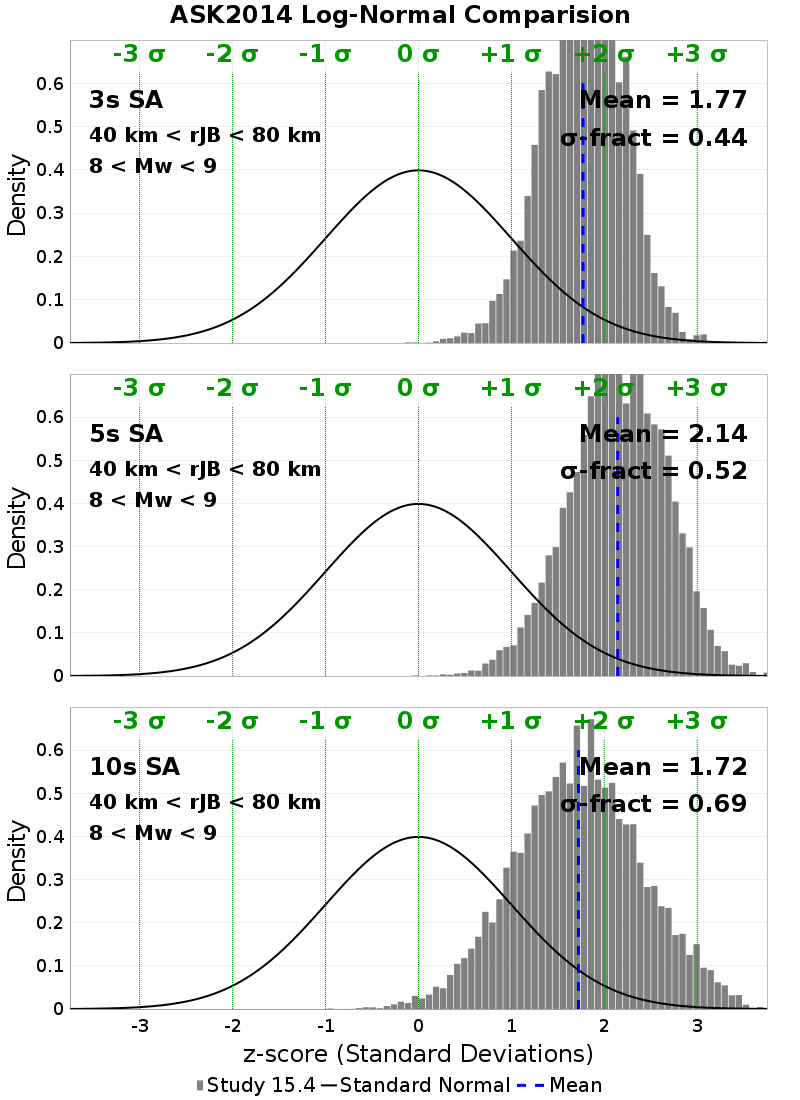 ASK2014 Log-Normal Comparision
-3 σ -2 σ -1 σ 0 σ +1 σ +2 σ +3 σ
0.6
3s SA
Mean = 1.77
0.5
40 km < rJB < 80 km
σ-fract = 0.44
8 < Mw < 9
0.4
0.3
0.2
0.1
0
Density
-3 σ -2 σ -1 σ 0 σ +1 σ +2 σ +3 σ
0.6
5s SA
Mean = 2.14
0.5
40 km < rJB < 80 km
σ-fract = 0.52
8 < Mw < 9
0.4
0.3
0.2
0.1
0
Density
-3 σ -2 σ -1 σ 0 σ +1 σ +2 σ +3 σ
0.6
10s SA
Mean = 1.72
0.5
40 km < rJB < 80 km
σ-fract = 0.69
8 < Mw < 9
0.4
0.3
0.2
0.1
0
Density
-3 -2 -1 0 1 2 3
z-score (Standard Deviations)
Study 15.4 Standard Normal Mean